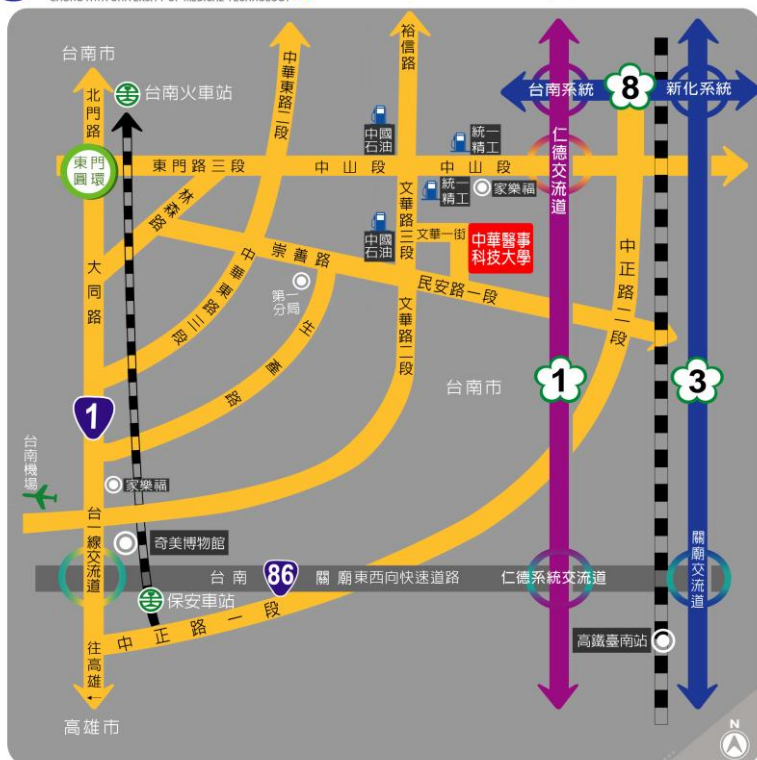 CHUNG HWA UNIVERSITY OF MEDICAL TECHNOLOGY
台南市
北門路
台南火車站
中華東路二段
裕信路
台南系統
8
新化系統
中國
石油
統一
精工
東門
圓環
東門路三段
中山段
中山段
仁德交流道
統一
精工
家樂福
林森路
文華路三段
中國
石油
文華一街
中華醫事
科技大學
中正路二段
大同路
中華東路三段
崇善路
第一
分局
民安路一段
生產路
文華路二段
台南市
1
1
3
台南機場
家樂福
台一線交流道
奇美博物館
關廟交流道
台南
86
關廟東西向快速道路
仁德系統交流道
保安車站
中正路一段
高鐵臺南站
往高雄
←
高雄市
N